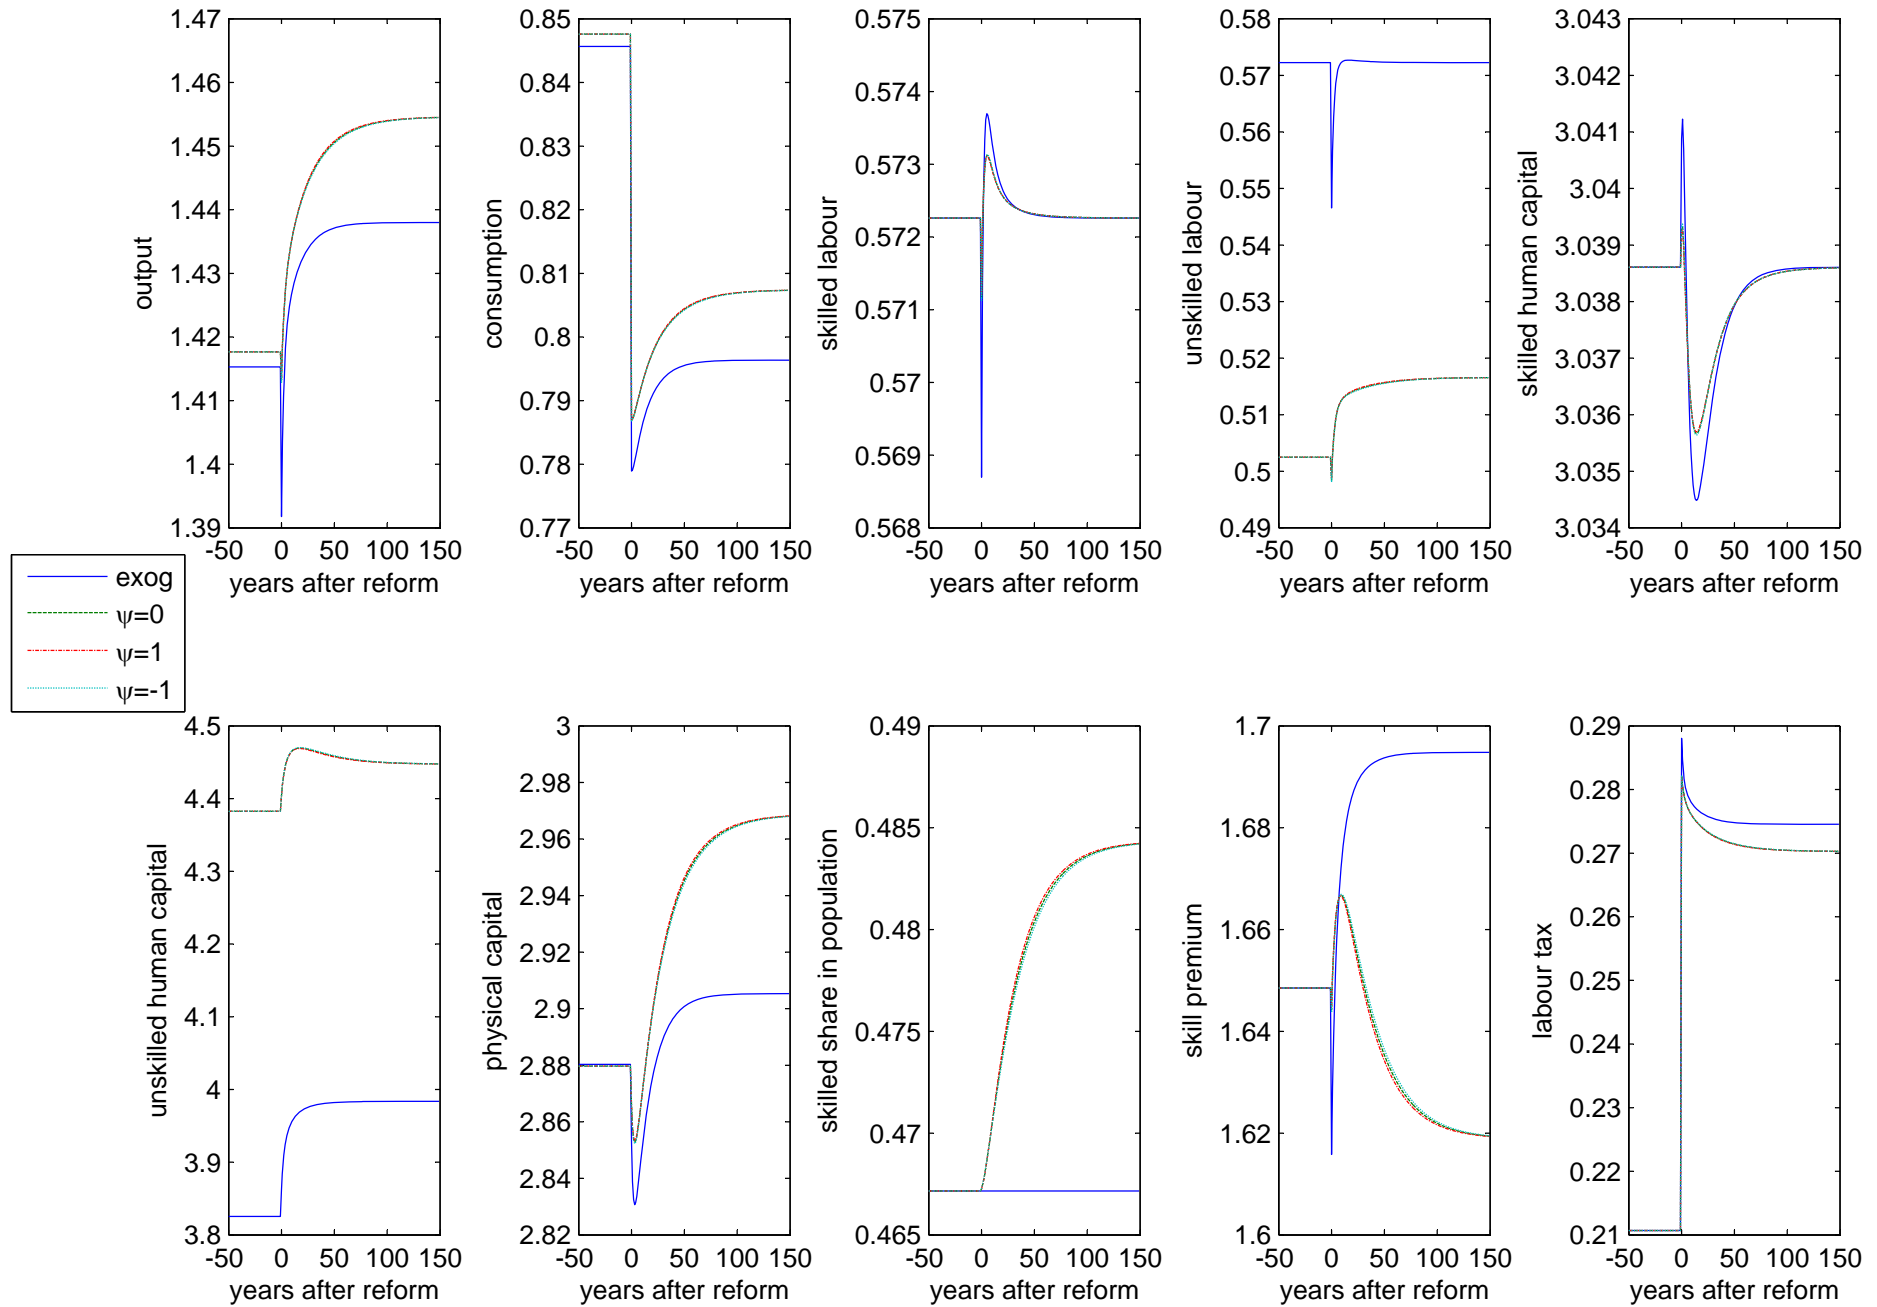 output
1.47
1.46
1.45
1.44
1.43
1.42
1.41
1.4
1.39
-50 0 50 100 150
years after reform
consumption
0.85
0.84
0.83
0.82
0.81
0.8
0.79
0.78
0.77
-50 0 50 100 150
years after reform
skilled labour
0.575
0.574
0.573
0.572
0.571
0.57
0.569
0.568
-50 0 50 100 150
years after reform
unskilled labour
0.58
0.57
0.56
0.55
0.54
0.53
0.52
0.51
0.5
0.49
-50 0 50 100 150
years after reform
skilled human capital
3.043
3.042
3.041
3.04
3.039
3.038
3.037
3.036
3.035
3.034
-50 0 50 100 150
years after reform
exog
ψ=0
ψ=1
ψ=-1
unskilled human capital
4.5
4.4
4.3
4.2
4.1
4
3.9
3.8
-50 0 50 100 150
years after reform
physical capital
3
2.98
2.96
2.94
2.92
2.9
2.88
2.86
2.84
2.82
-50 0 50 100 150
years after reform
skilled share in population
0.49
0.485
0.48
0.475
0.47
0.465
-50 0 50 100 150
years after reform
skill premium
1.7
1.68
1.66
1.64
1.62
1.6
-50 0 50 100 150
years after reform
labour tax
0.29
0.28
0.27
0.26
0.25
0.24
0.23
0.22
0.21
-50 0 50 100 150
years after reform